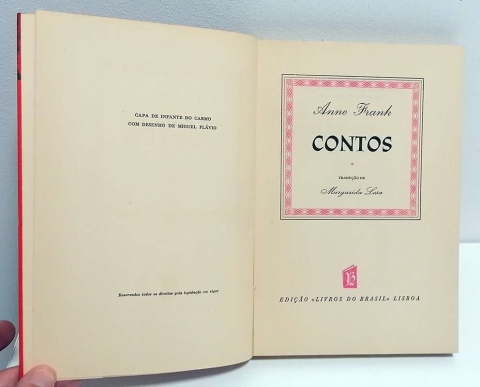 CAPA DE INFANTE DO CARMO
COM DESENHO DE MIGUEL FLÁVIO
Reservados todos os direitos pela legislação em vigor
Anne Frank
CONTOS
TRADUÇÃO DE
Margarida Losa
EDIÇÃO «LIVROS DO BRASIL» LISBOA